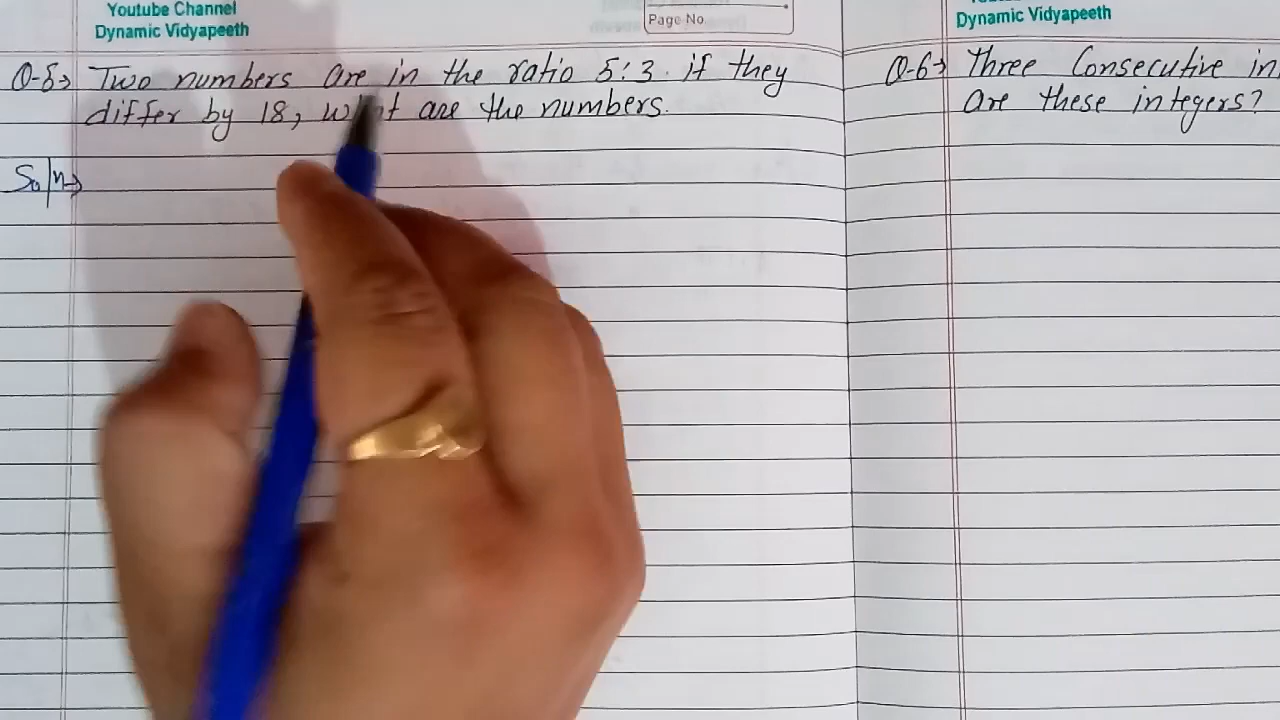 Youtube Channel
Dynamic Vidyapeeth
Page No
Dynamic Vidyapeeth
Q-5→ Two numbers are in the ratio 5:3. if they
differ by 18, what are the numbers.
Soln→
Q-6→ Three Consecutive in
are these integers?